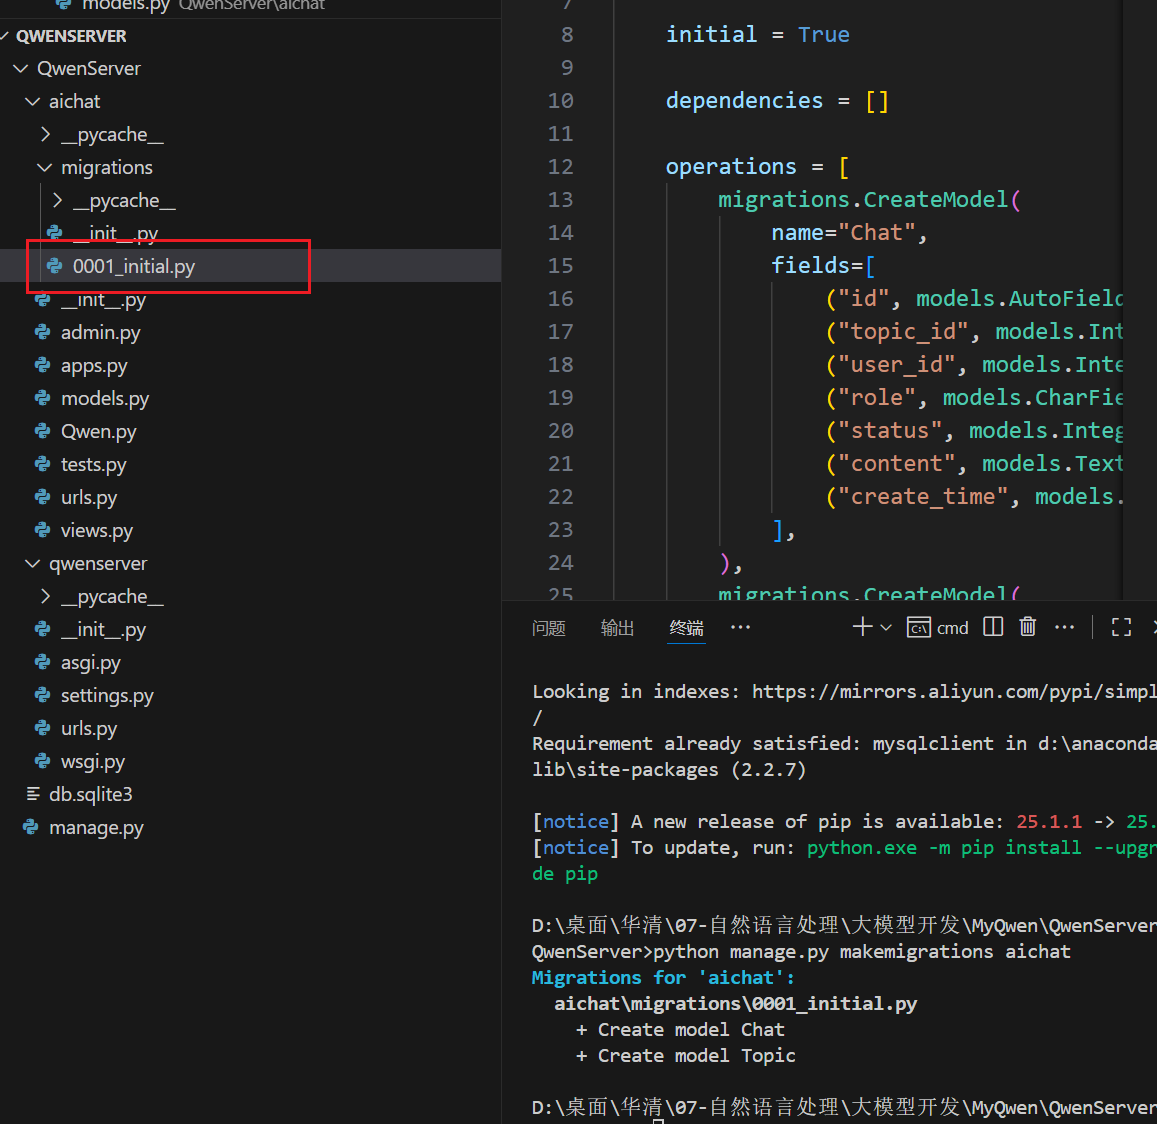 models.py QwenServer\aichat
QWENSERVER
QwenServer
aichat
__pycache__
migrations
__pycache__
__init__.py
0001_initial.py
__init__.py
admin.py
apps.py
models.py
Qwen.py
tests.py
urls.py
views.py
qwenserver
__pycache__
__init__.py
asgi.py
settings.py
urls.py
wsgi.py
db.sqlite3
manage.py
7
8 initial = True
9
10 dependencies = []
11
12 operations = [
13 migrations.CreateModel(
14 name="Chat",
15 fields=[
16 ("id", models.AutoField
17 ("topic_id", models.Int
18 ("user_id", models.Inte
19 ("role", models.CharFie
20 ("status", models.Integ
21 ("content", models.Text
22 ("create_time", models.
23 ],
24 ),
25 migrations.CreateModel(
问题 输出 终端 ··· cmd ···
Looking in indexes: https://mirrors.aliyun.com/pypi/simpl
/
Requirement already satisfied: mysqlclient in d:\anaconda
lib\site-packages (2.2.7)
[notice] A new release of pip is available: 25.1.1 -> 25.
[notice] To update, run: python.exe -m pip install --upgr
de pip
D:\桌面\华清\07-自然语言处理\大模型开发\MyQwen\QwenServer
QwenServer>python manage.py makemigrations aichat
Migrations for 'aichat':
aichat\migrations\0001_initial.py
+ Create model Chat
+ Create model Topic
D:\桌面\华清\07-自然语言处理\大模型开发\MyQwen\QwenServer